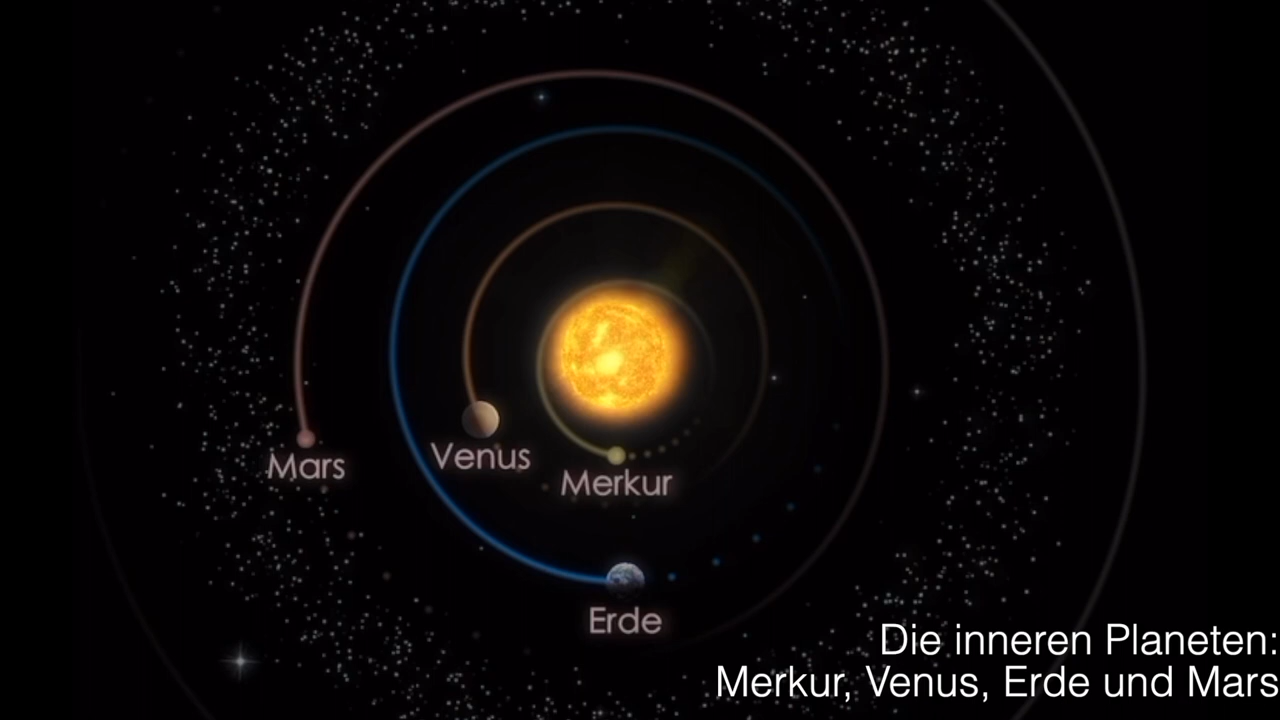 Mars
Venus
Merkur
Erde
Die inneren Planeten:
Merkur, Venus, Erde und Mars